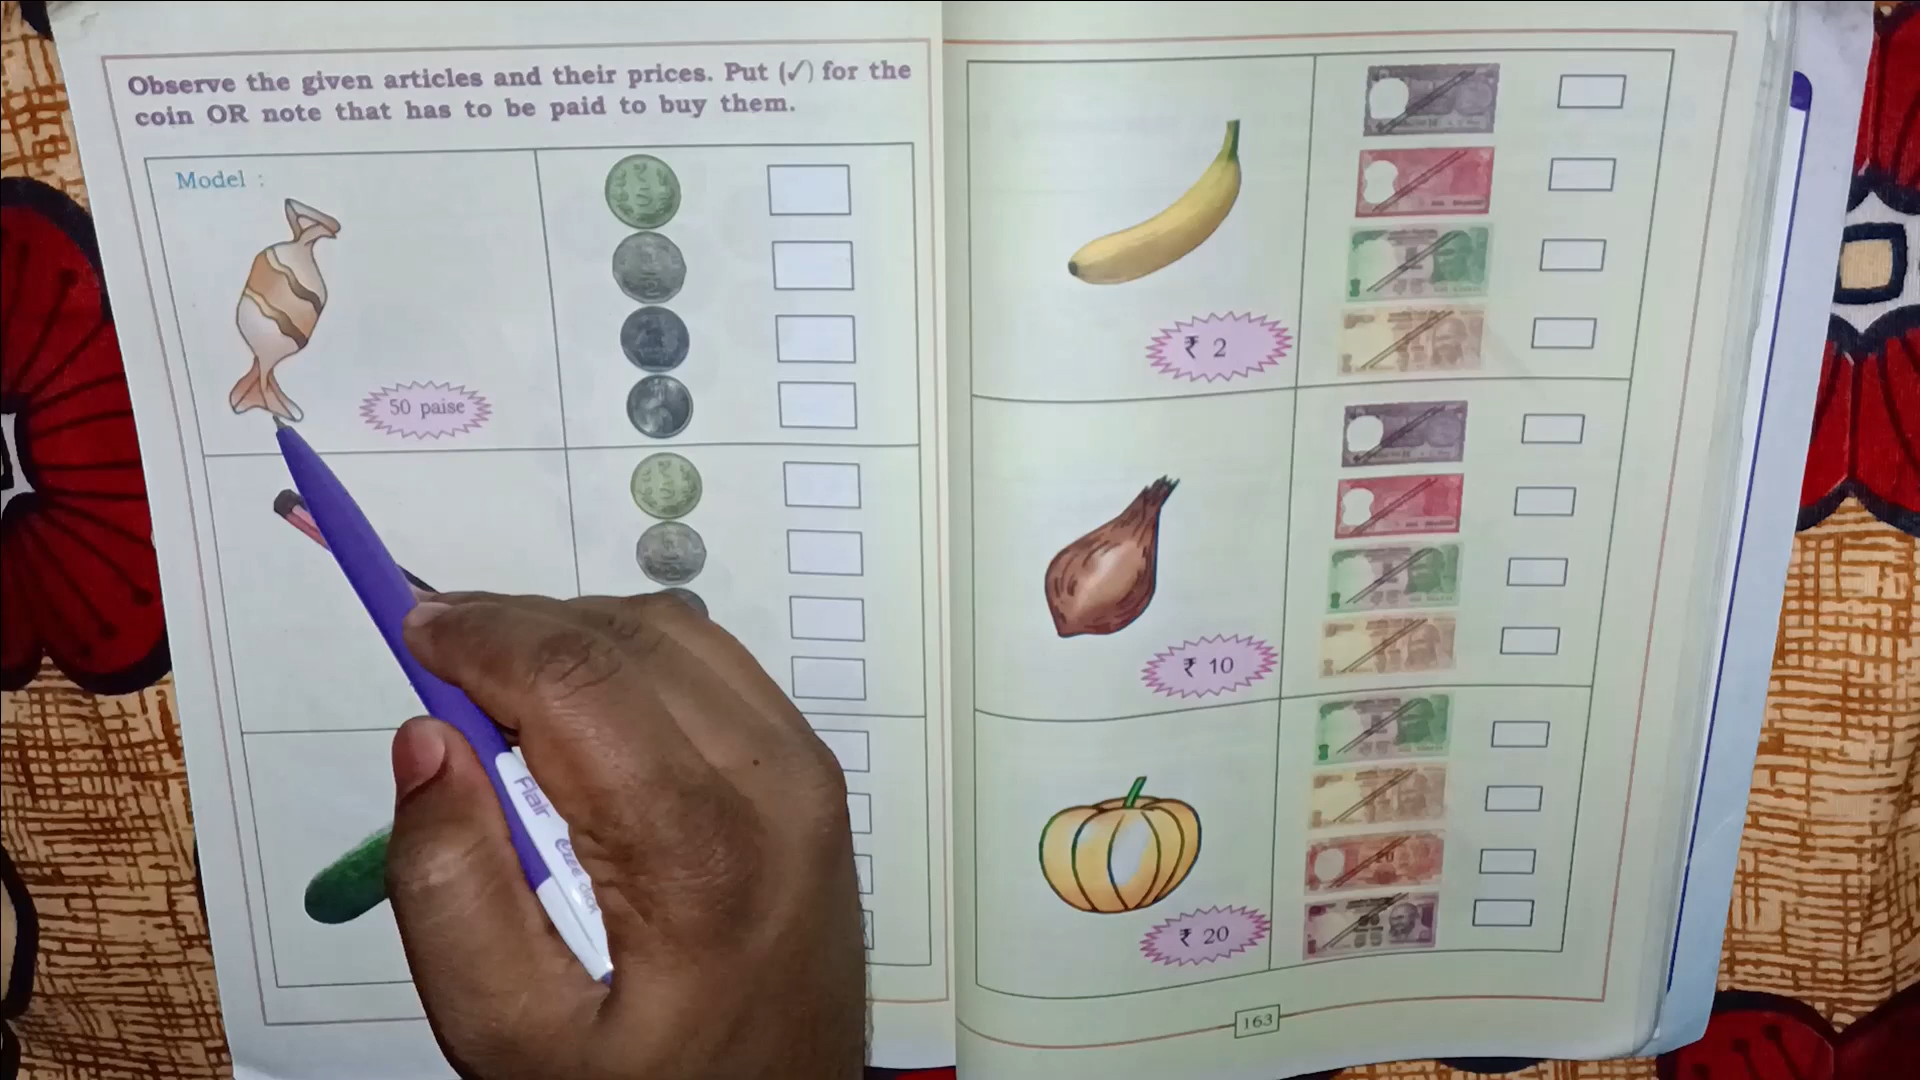 Observe the given articles and their prices. Put (✓) for the
coin OR note that has to be paid to buy them.
Model :
50 paise
Flair
₹ 2
₹ 10
₹ 20
163